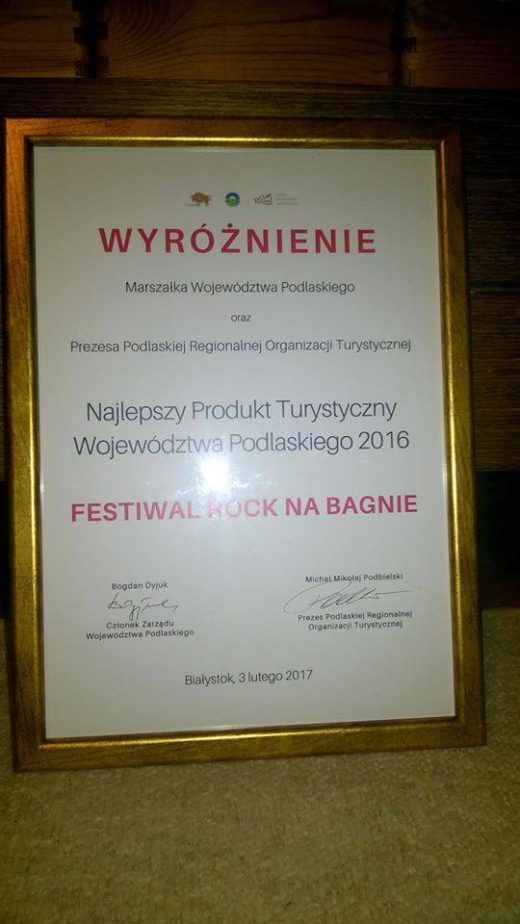 WYRÓŻNIENIE
Marszałka Województwa Podlaskiego
oraz
Prezesa Podlaskiej Regionalnej Organizacji Turystycznej
Najlepszy Produkt Turystyczny
Województwa Podlaskiego 2016
FESTIWAL ROCK NA BAGNIE
Bogdan Dyjuk
Członek Zarządu
Województwa Podlaskiego
Michał Mikołaj Podbielski
Prezes Podlaskiej Regionalnej
Organizacji Turystycznej
Białystok, 3 lutego 2017